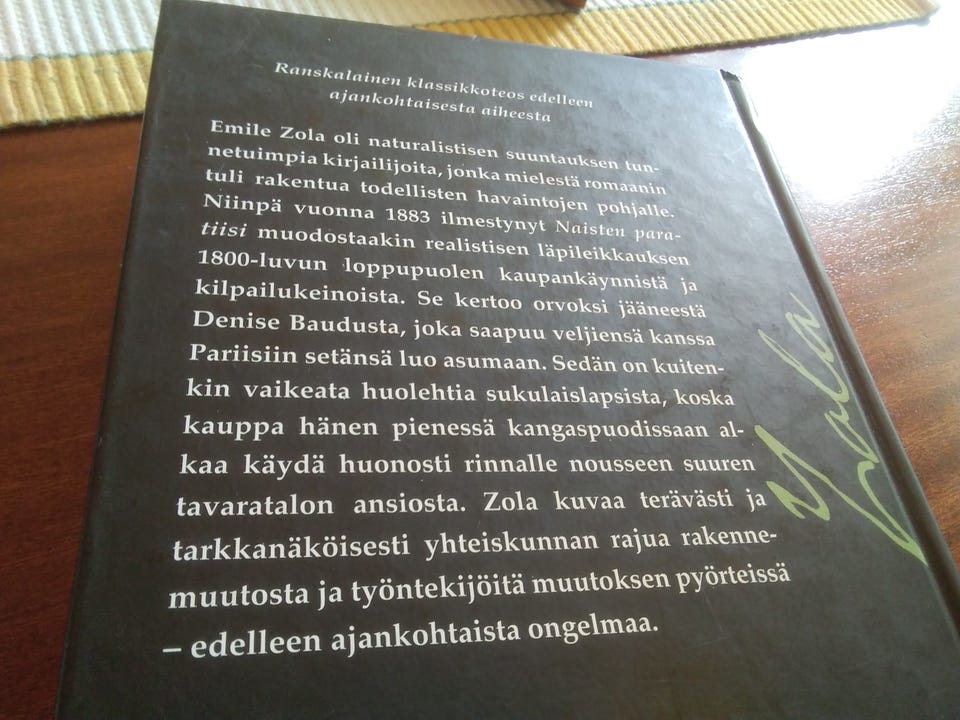 Ranskalainen klassikkoteos edelleen
ajankohtaisesta aiheesta
Emile Zola oli naturalistisen suuntauksen tun-
netuimpia kirjailijoita, jonka mielestä romaanin
tuli rakentua todellisten havaintojen pohjalle.
Niinpä vuonna 1883 ilmestynyt Naisten para-
tiisi muodostaakin realistisen läpileikkauksen
1800-luvun loppupuolen kaupankäynnistä ja
kilpailukeinoista. Se kertoo orvoksi jääneestä
Denise Baudusta, joka saapuu veljiensä kanssa
Pariisiin setänsä luo asumaan. Sedän on kuiten-
kin vaikeata huolehtia sukulaislapsista, koska
kauppa hänen pienessä kangaspuodissaan al-
kaa käydä huonosti rinnalle nousseen suuren
tavaratalon ansiosta. Zola kuvaa terävästi ja
tarkkanäköisesti yhteiskunnan rajua rakenne-
muutosta ja työntekijöitä muutoksen pyörteissä
– edelleen ajankohtaista ongelmaa.